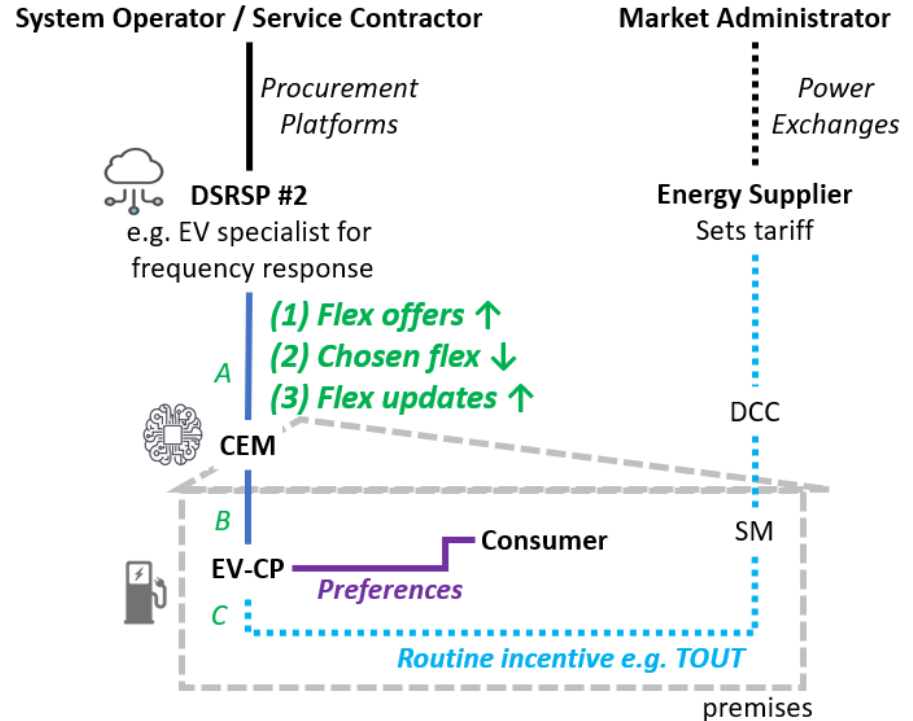 System Operator / Service Contractor
Market Administrator
Procurement
Platforms
Power
Exchanges
DSRSP #2
e.g. EV specialist for
frequency response
Energy Supplier
Sets tariff
(1) Flex offers ↑
(2) Chosen flex ↓
(3) Flex updates ↑
A
DCC
CEM
B
SM
Consumer
EV-CP
Preferences
C
Routine incentive e.g. TOUT
premises